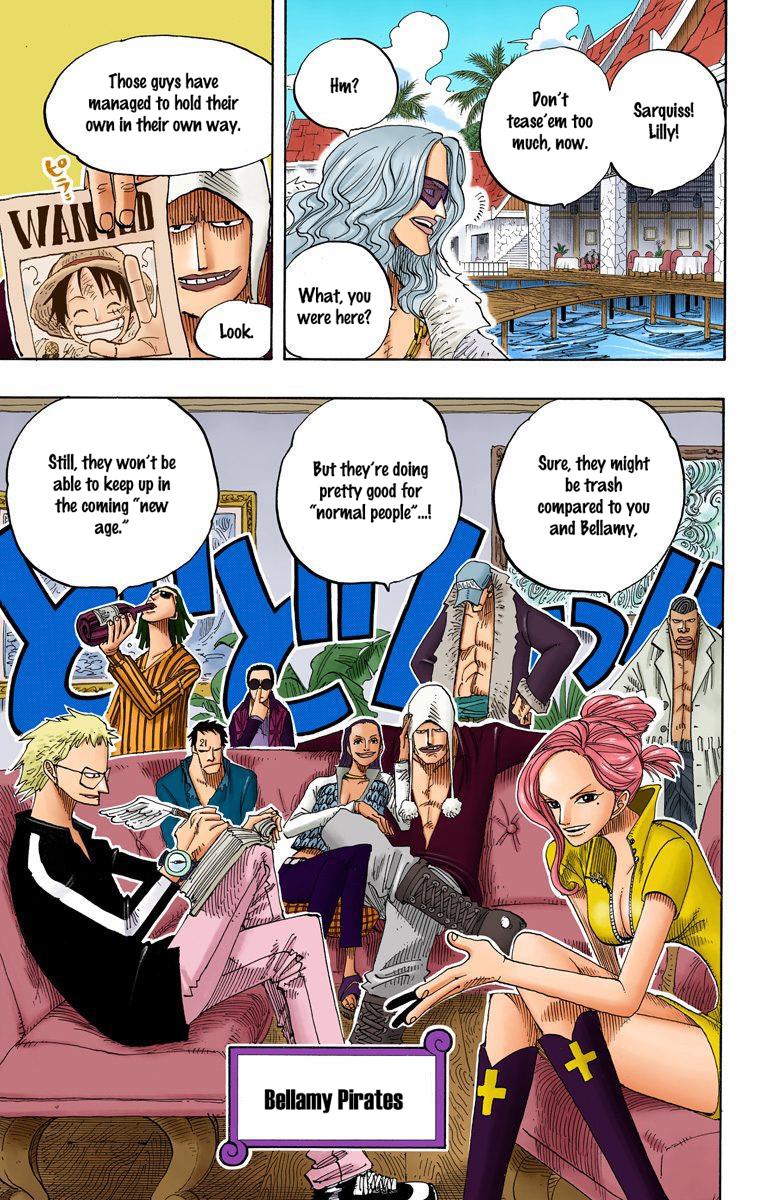 Sarquiss!
Lilly!
Don't
tease'em too
much, now.
Hm?
What, you
were here?
Those guys have
managed to hold their
own in their own way.
ピラッ
WANTED
Look.
Sure, they might
be trash
compared to you
and Bellamy,
But they're doing
pretty good for
"normal people"...!
Still, they won't be
able to keep up in
the coming "new
age."
Bellamy Pirates